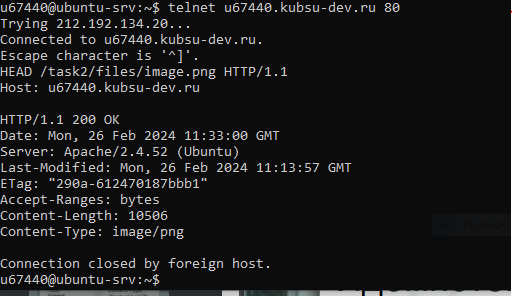 u67440@ubuntu-srv:~$ telnet u67440.kubsu-dev.ru 80
Trying 212.192.134.20...
Connected to u67440.kubsu-dev.ru.
Escape character is '^]'.
HEAD /task2/files/image.png HTTP/1.1
Host: u67440.kubsu-dev.ru

HTTP/1.1 200 OK
Date: Mon, 26 Feb 2024 11:33:00 GMT
Server: Apache/2.4.52 (Ubuntu)
Last-Modified: Mon, 26 Feb 2024 11:13:57 GMT
ETag: "290a-612470187bbb1"
Accept-Ranges: bytes
Content-Length: 10506
Content-Type: image/png

Connection closed by foreign host.
u67440@ubuntu-srv:~$